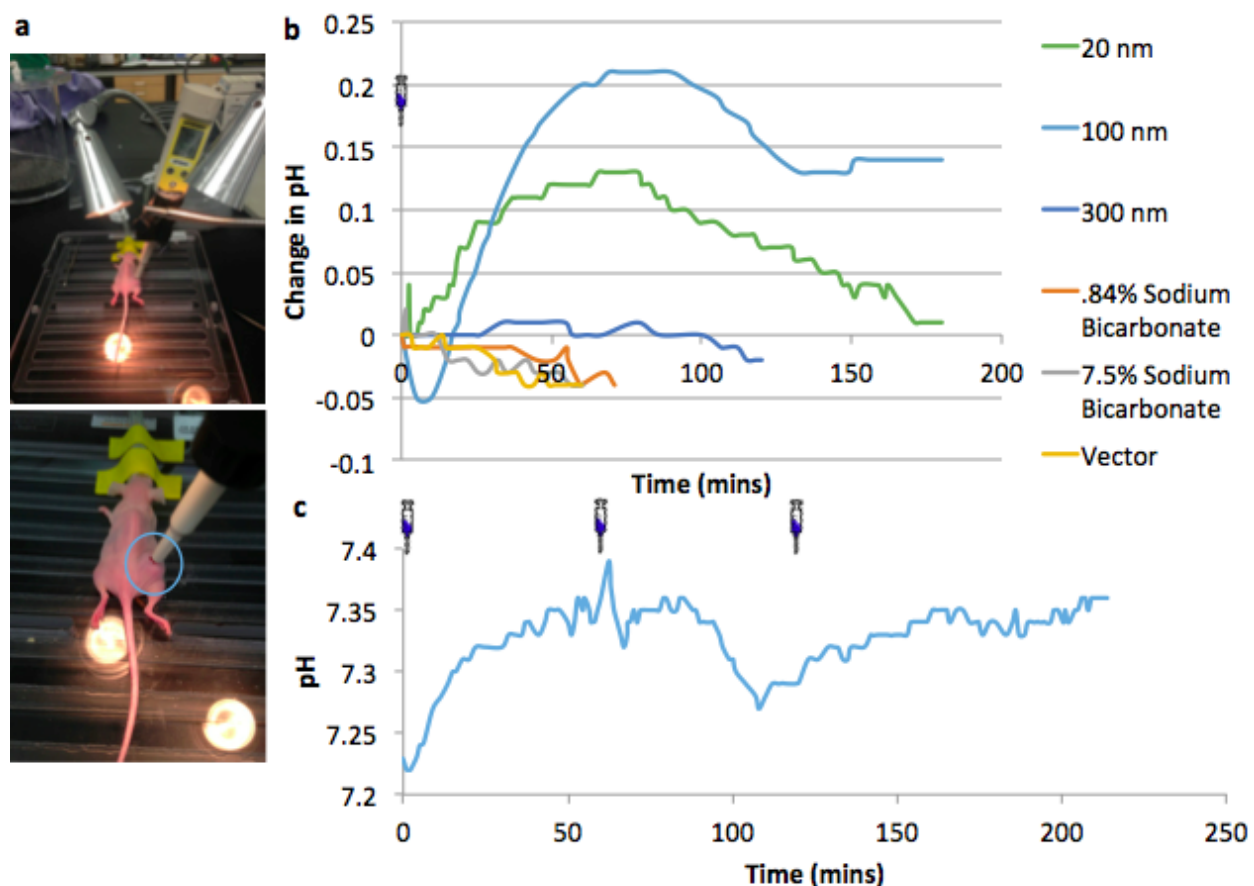 a
b
0.25
0.2
0.15
0.1
0.05
0
-0.05
-0.1
Change in pH
0
50
100
150
200
Time (mins)
20 nm
100 nm
300 nm
.84% Sodium
Bicarbonate
7.5% Sodium
Bicarbonate
Vector
c
7.4
7.35
7.3
7.25
7.2
pH
0
50
100
150
200
250
Time (mins)